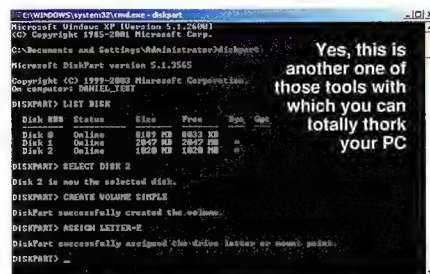 C:\WINDOWS\system32\cmd.exe - diskpart
Microsoft Windows XP [Version 5.1.2600]
(C) Copyright 1985-2001 Microsoft Corp.
C:\Documents and Settings\Administrator>diskpart
Microsoft DiskPart version 5.1.3565
Copyright (C) 1999-2003 Microsoft Corporation.
On computer: DANIEL_TEST
DISKPART> LIST DISK
Disk ### Status Size Free Dyn Gpt
Disk 0 Online 8189 MB 8033 KB
Disk 1 Online 2047 MB 2047 MB *
Disk 2 Online 1020 MB 1020 MB *
DISKPART> SELECT DISK 2
Disk 2 is now the selected disk.
DISKPART> CREATE VOLUME SIMPLE
DiskPart successfully created the volume.
DISKPART> ASSIGN LETTER=E
DiskPart successfully assigned the drive letter or mount point.
DISKPART> _
Yes, this is
another one of
those tools with
which you can
totally thork
your PC